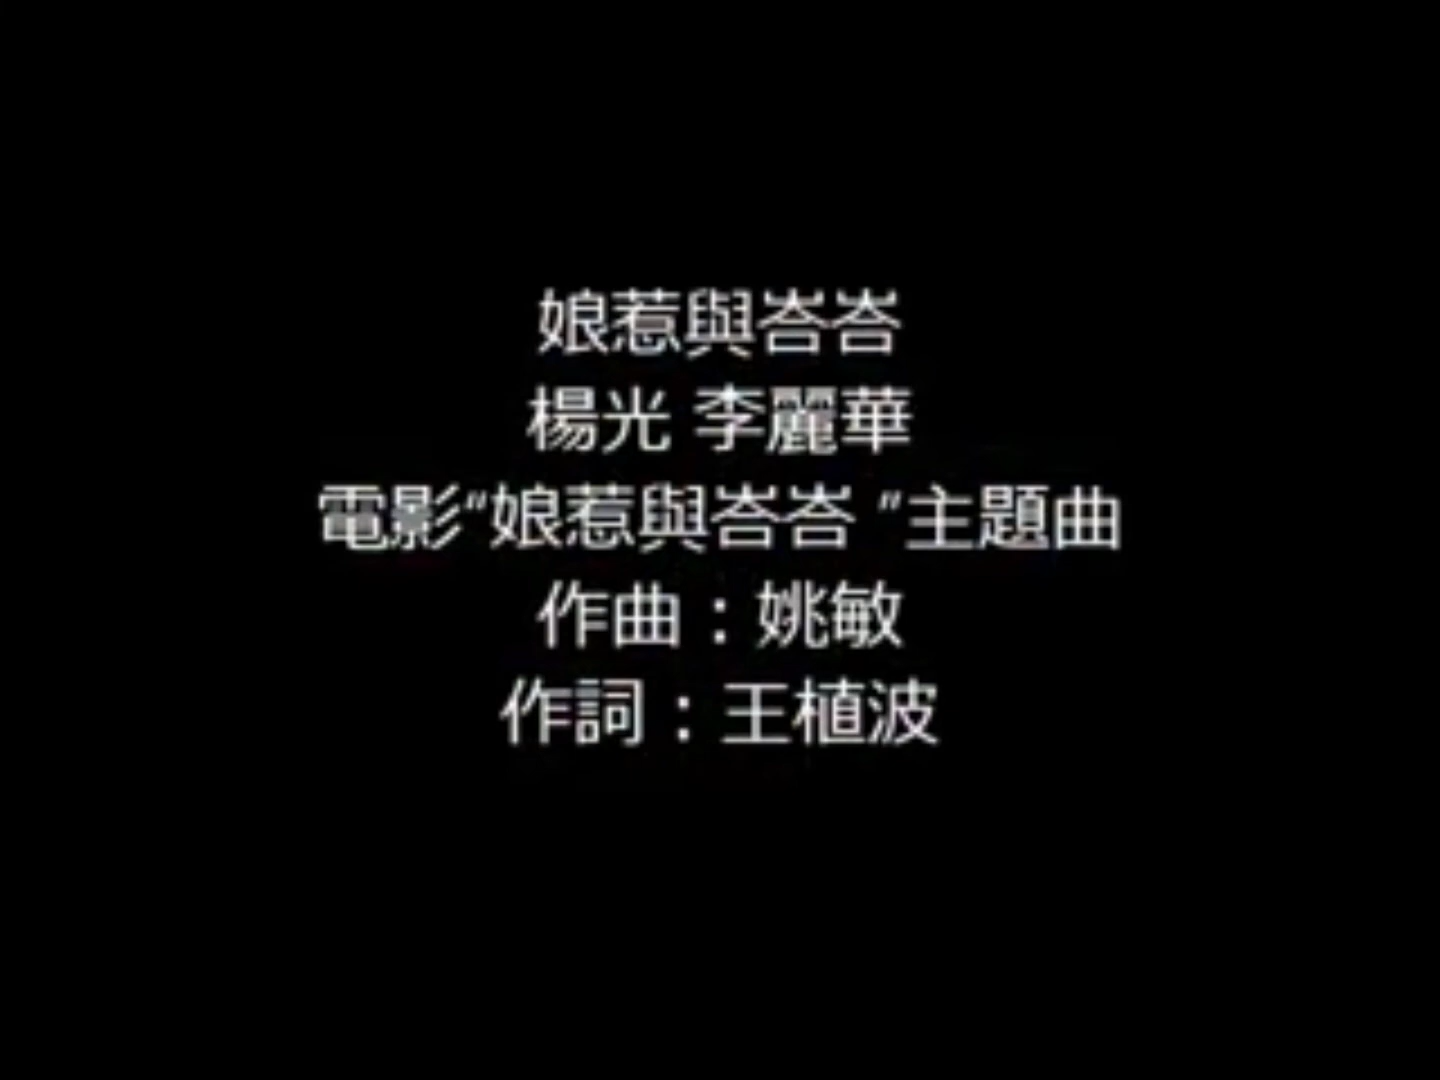 娘惹與峇峇
楊光 李麗華
電影“娘惹與峇峇 ”主題曲
作曲：姚敏
作詞：王植波